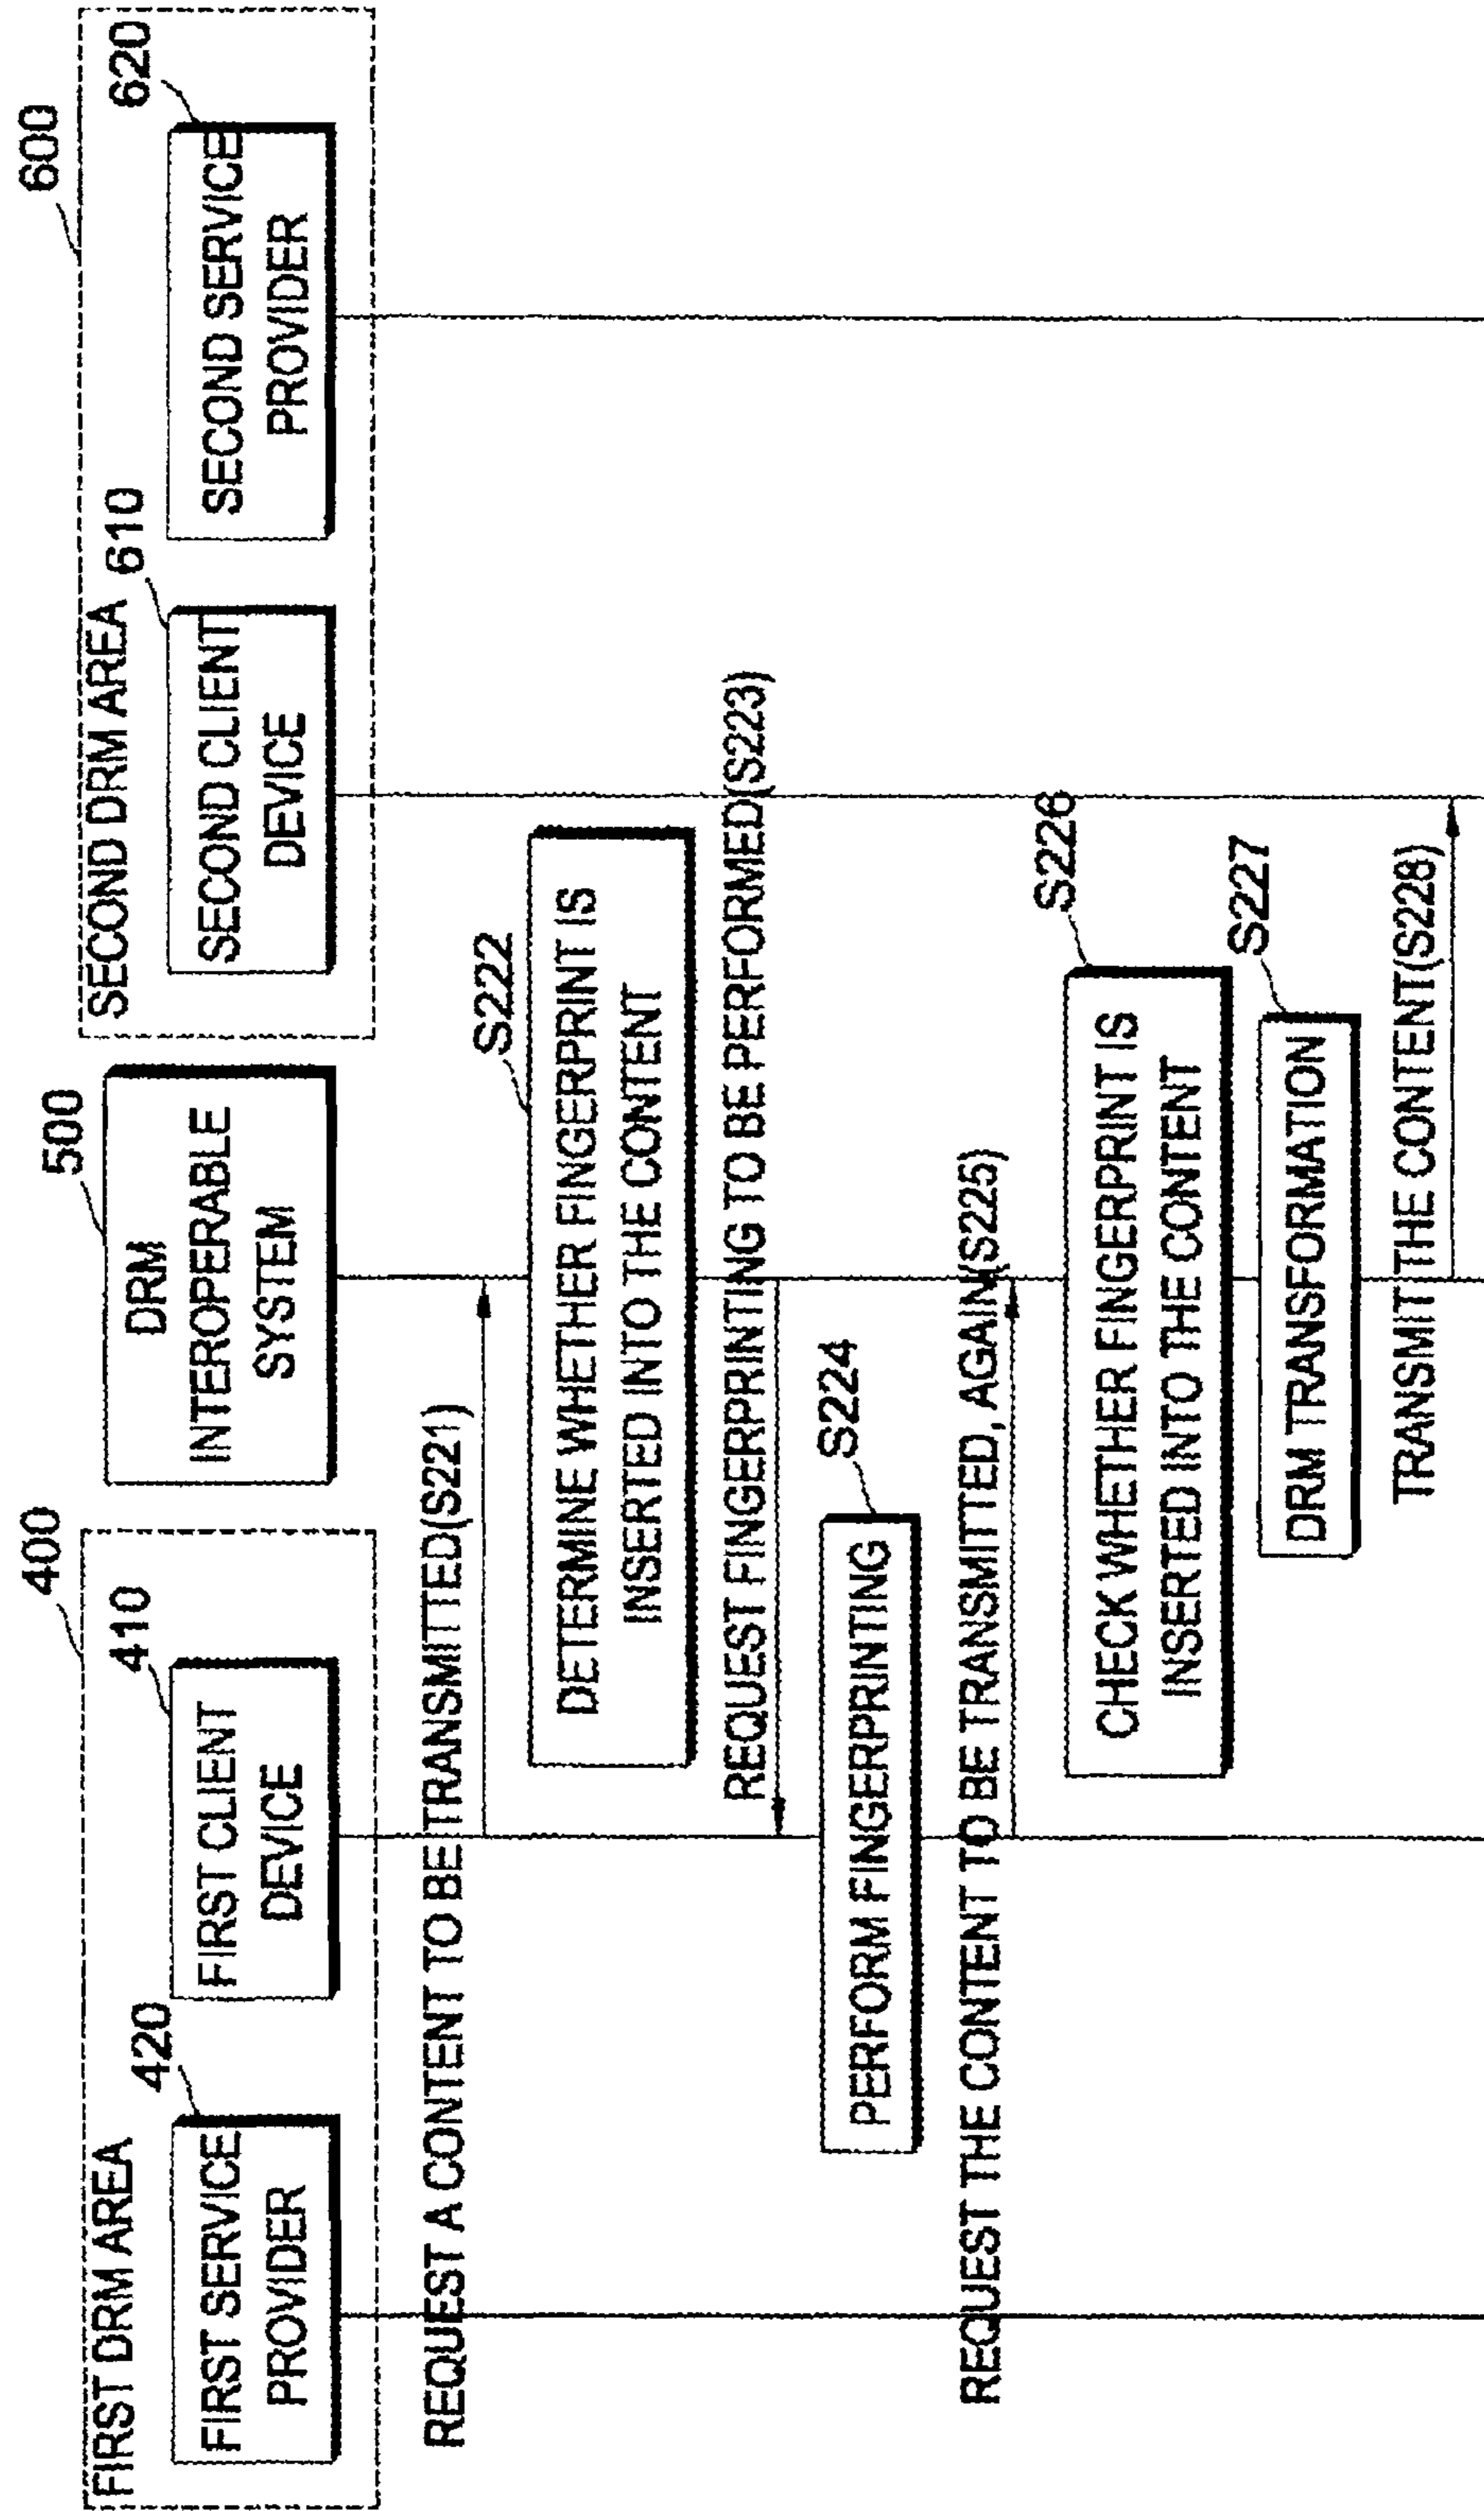 400
500
600
FIRST DRM AREA
SECOND DRM AREA
420
410
610
620
FIRST SERVICE
PROVIDER
FIRST CLIENT
DEVICE
DRM
INTEROPERABLE
SYSTEM
SECOND CLIENT
DEVICE
SECOND SERVICE
PROVIDER
REQUEST A CONTENT TO BE TRANSMITTED(S221)
S222
DETERMINE WHETHER FINGERPRINT IS
INSERTED INTO THE CONTENT
REQUEST FINGERPRINTING TO BE PERFORMED(S223)
S224
PERFORM FINGERPRINTING
REQUEST THE CONTENT TO BE TRANSMITTED, AGAIN(S225)
S226
CHECK WHETHER FINGERPRINT IS
INSERTED INTO THE CONTENT
S227
DRM TRANSFORMATION
TRANSMIT THE CONTENT(S228)